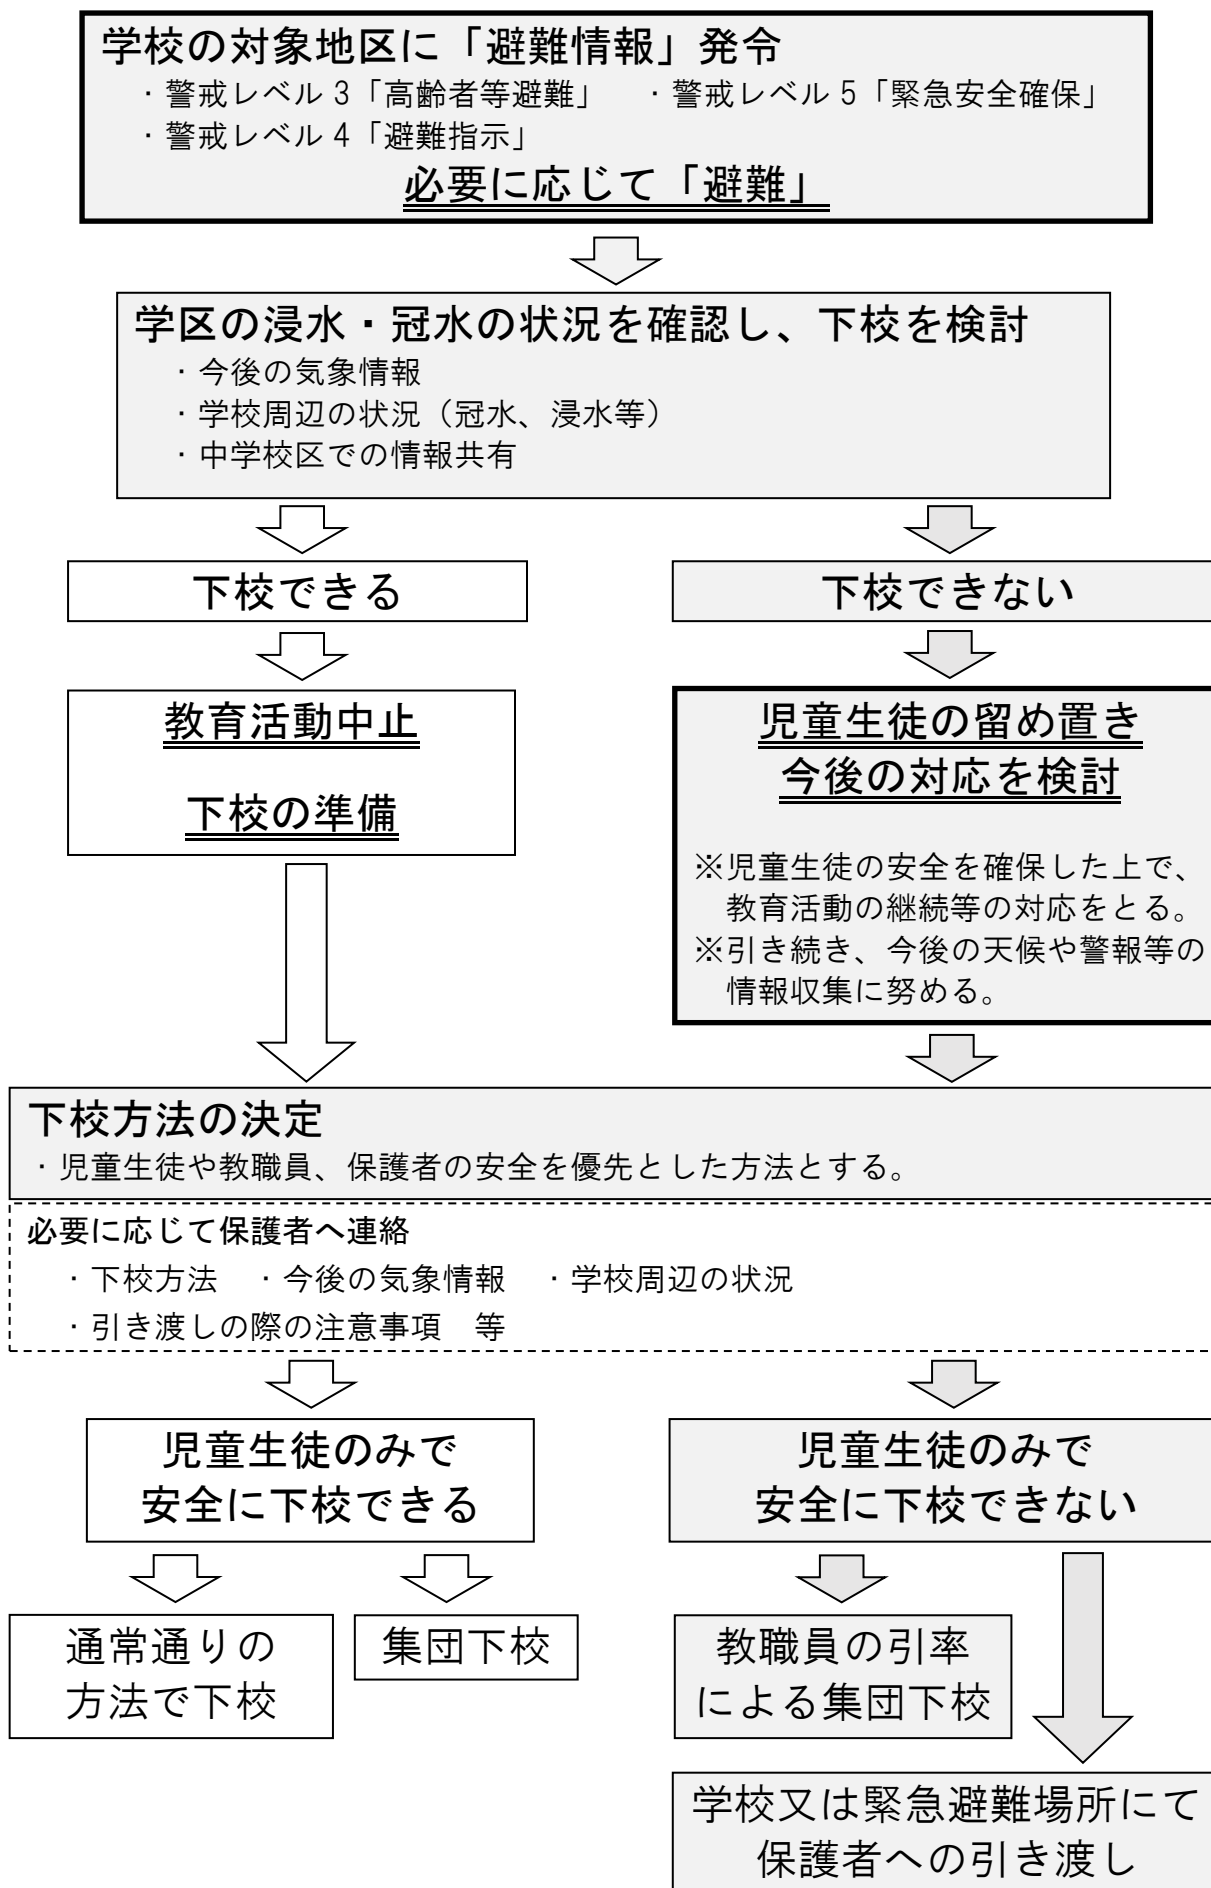 学校の対象地区に「避難情報」発令
・警戒レベル3「高齢者等避難」　・警戒レベル5「緊急安全確保」
・警戒レベル4「避難指示」
必要に応じて「避難」
学区の浸水・冠水の状況を確認し、下校を検討
・今後の気象情報
・学校周辺の状況（冠水、浸水等）
・中学校区での情報共有
下校できる
下校できない
教育活動中止
下校の準備
児童生徒の留め置き
今後の対応を検討
※児童生徒の安全を確保した上で、
教育活動の継続等の対応をとる。
※引き続き、今後の天候や警報等の
情報収集に努める。
下校方法の決定
・児童生徒や教職員、保護者の安全を優先とした方法とする。
必要に応じて保護者へ連絡
・下校方法　・今後の気象情報　・学校周辺の状況
・引き渡しの際の注意事項　等
児童生徒のみで
安全に下校できる
児童生徒のみで
安全に下校できない
通常通りの
方法で下校
集団下校
教職員の引率
による集団下校
学校又は緊急避難場所にて
保護者への引き渡し